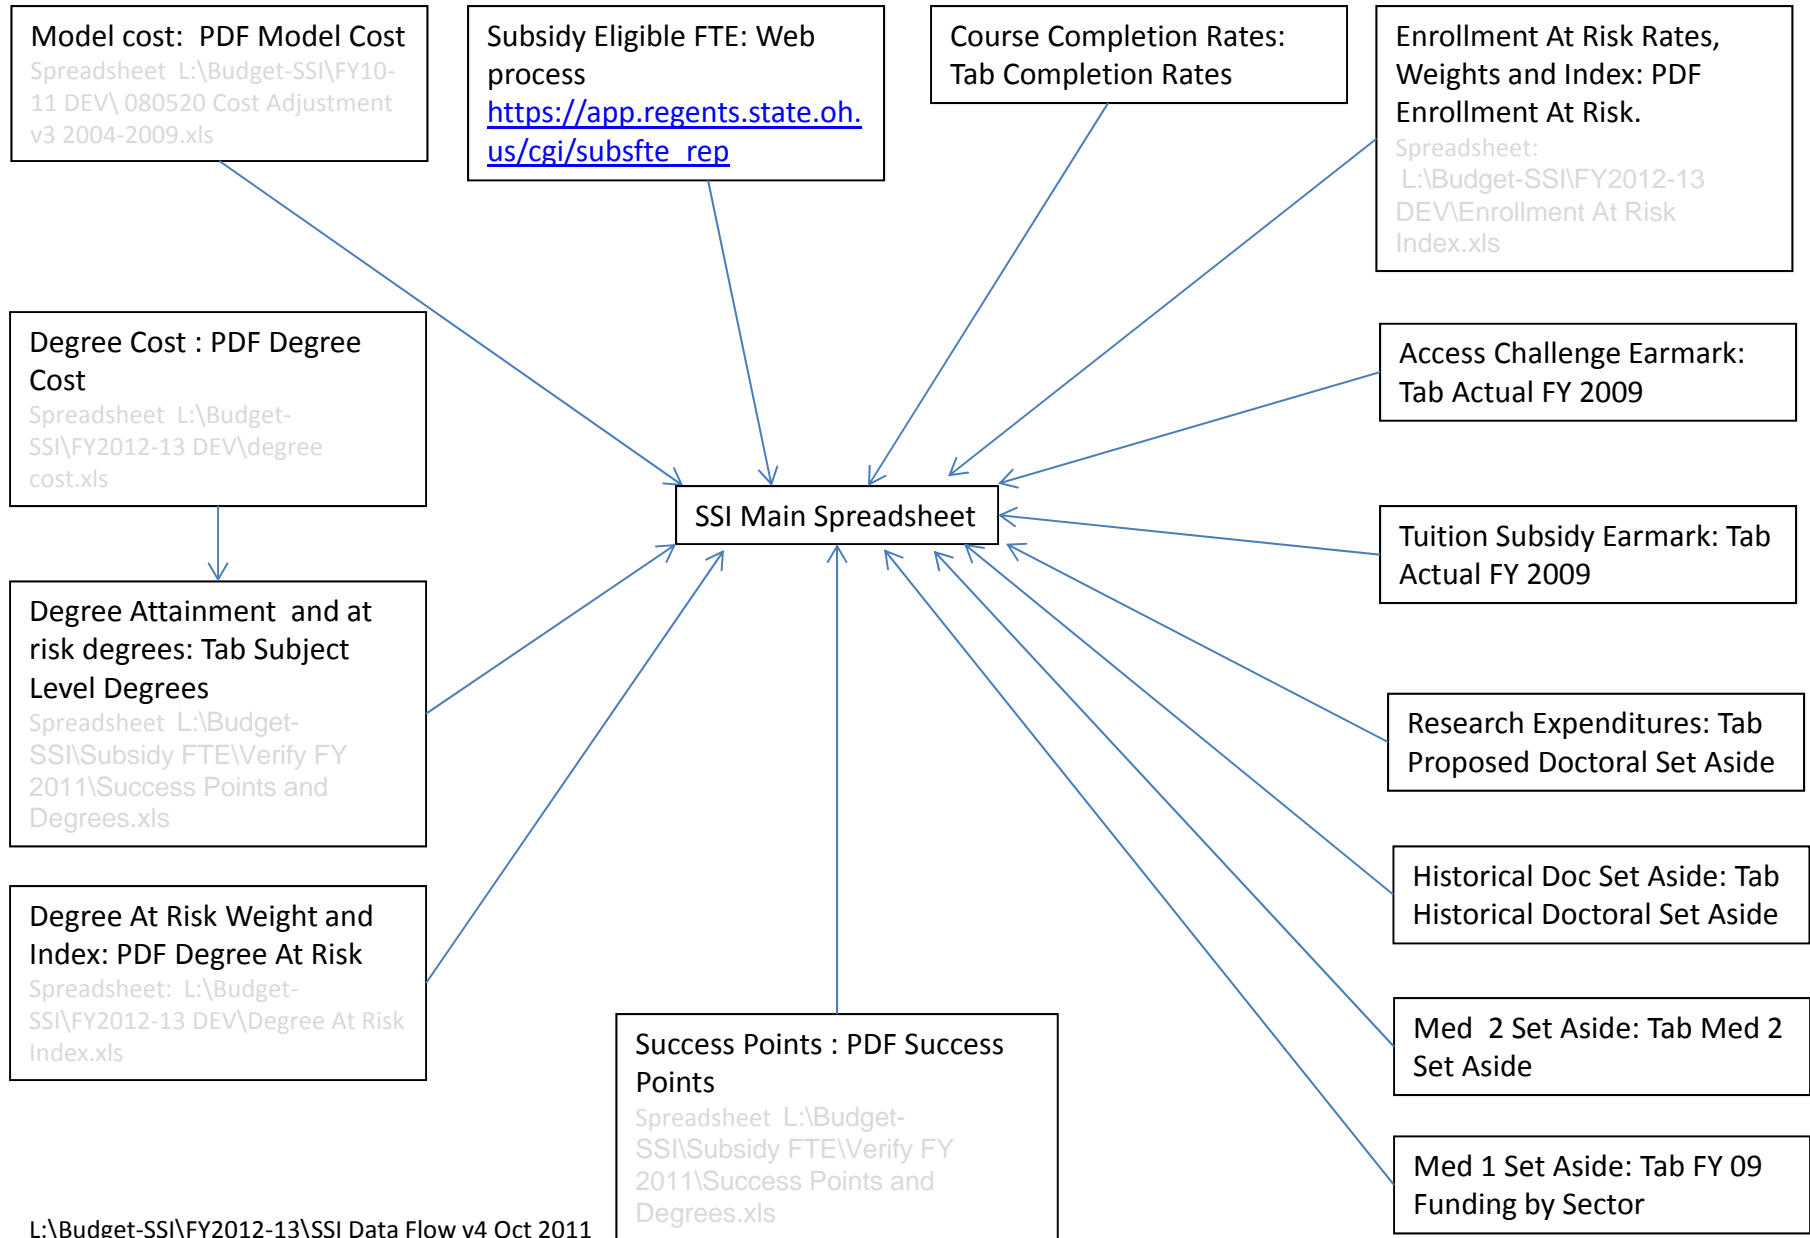 Model cost:  PDF Model Cost
Spreadsheet  L:\Budget-SSI\FY10-
11 DEV\ 080520 Cost Adjustment
v3 2004-2009.xls
Subsidy Eligible FTE: Web
process
https://app.regents.state.oh.
us/cgi/subsfte_rep
Course Completion Rates:
Tab Completion Rates
Enrollment At Risk Rates,
Weights and Index: PDF
Enrollment At Risk.
Spreadsheet:
L:\Budget-SSI\FY2012-13
DEV\Enrollment At Risk
Index.xls
Degree Cost : PDF Degree
Cost
Spreadsheet  L:\Budget-
SSI\FY2012-13 DEV\degree
cost.xls
Access Challenge Earmark:
Tab Actual FY 2009
SSI Main Spreadsheet
Tuition Subsidy Earmark: Tab
Actual FY 2009
Degree Attainment  and at
risk degrees: Tab Subject
Level Degrees
Spreadsheet  L:\Budget-
SSI\Subsidy FTE\Verify FY
2011\Success Points and
Degrees.xls
Research Expenditures: Tab
Proposed Doctoral Set Aside
Historical Doc Set Aside: Tab
Historical Doctoral Set Aside
Degree At Risk Weight and
Index: PDF Degree At Risk
Spreadsheet:  L:\Budget-
SSI\FY2012-13 DEV\Degree At Risk
Index.xls
Med  2 Set Aside: Tab Med 2
Set Aside
Success Points : PDF Success
Points
Spreadsheet  L:\Budget-
SSI\Subsidy FTE\Verify FY
2011\Success Points and
Degrees.xls
Med 1 Set Aside: Tab FY 09
Funding by Sector
L:\Budget-SSI\FY2012-13\SSI Data Flow v4 Oct 2011